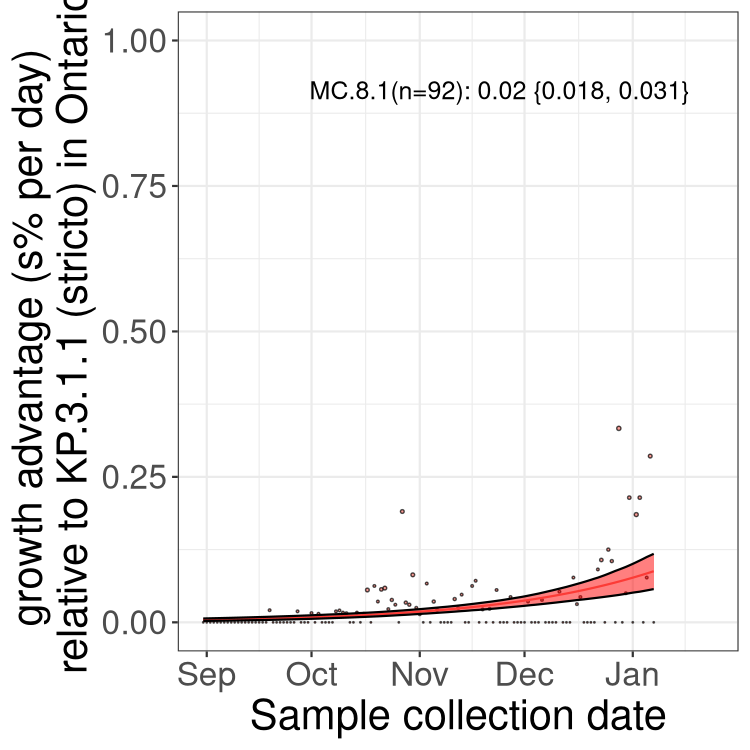 growth advantage (s% per day)
relative to KP.3.1.1 (stricto) in Ontario
1.00
0.75
0.50
0.25
0.00
MC.8.1(n=92): 0.02 {0.018, 0.031}
Sep Oct Nov Dec Jan
Sample collection date